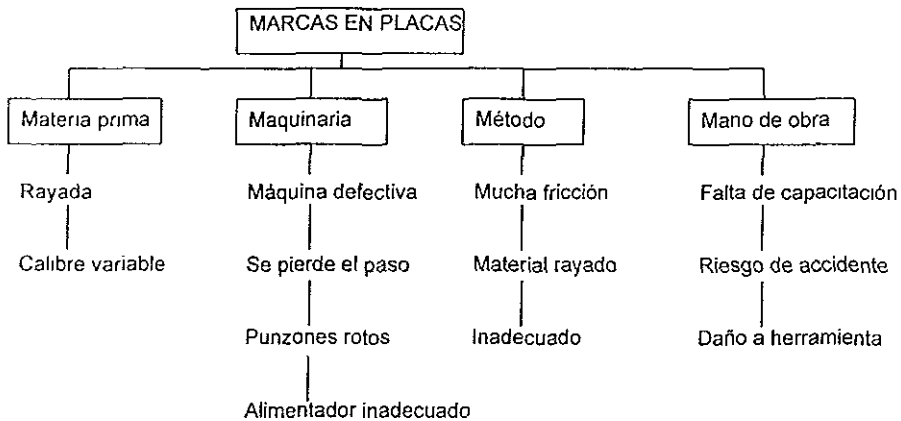 MARCAS EN PLACAS
Materia prima
Maquinaria
Método
Mano de obra
Rayada
Máquina defectiva
Mucha fricción
Falta de capacitación
Calibre variable
Se pierde el paso
Material rayado
Riesgo de accidente
Punzones rotos
Inadecuado
Daño a herramienta
Alimentador inadecuado